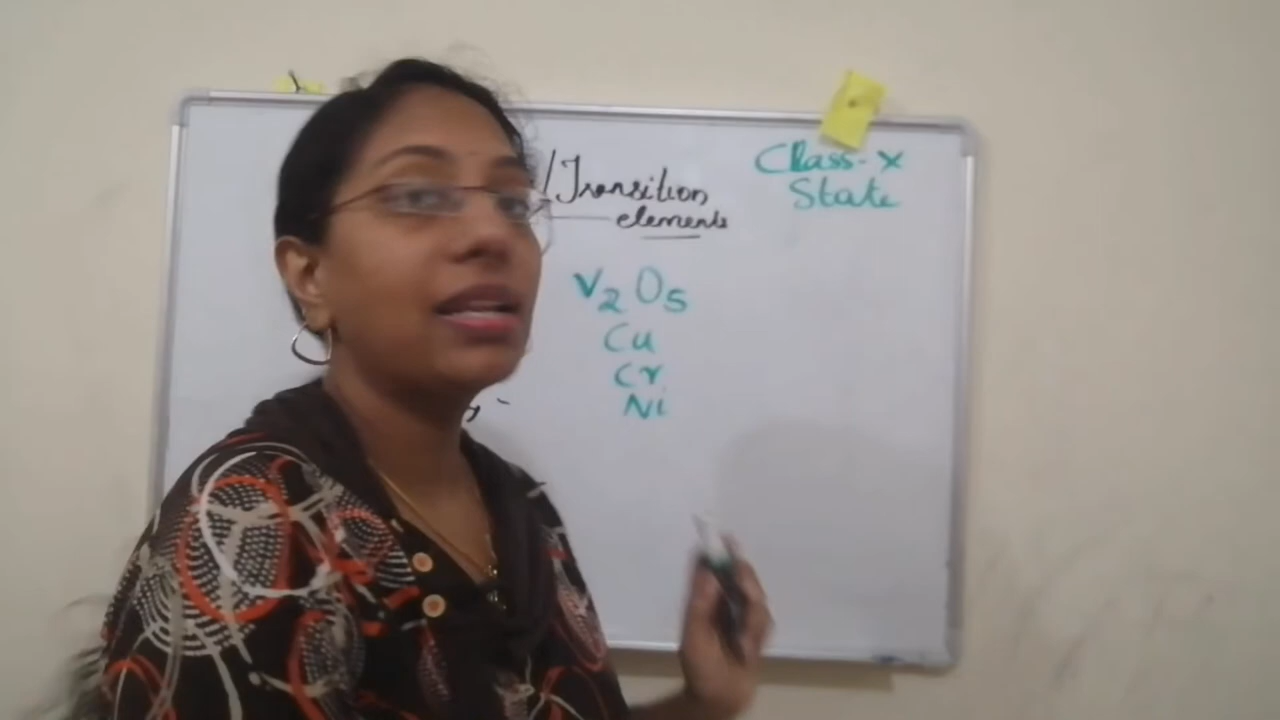 /Transition
elements
Class-X
State
V2O5
Cu
Cr
Ni